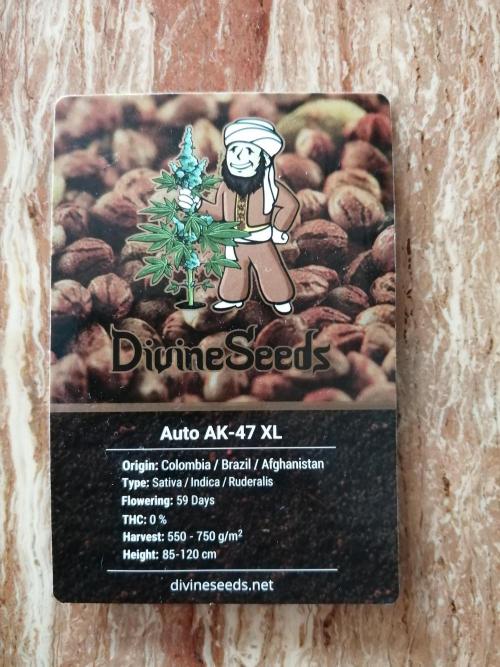 DivineSeeds
Auto AK-47 XL
Origin: Colombia / Brazil / Afghanistan
Type: Sativa / Indica / Ruderalis
Flowering: 59 Days
THC: 0 %
Harvest: 550 - 750 g/m²
Height: 85-120 cm
divineseeds.net